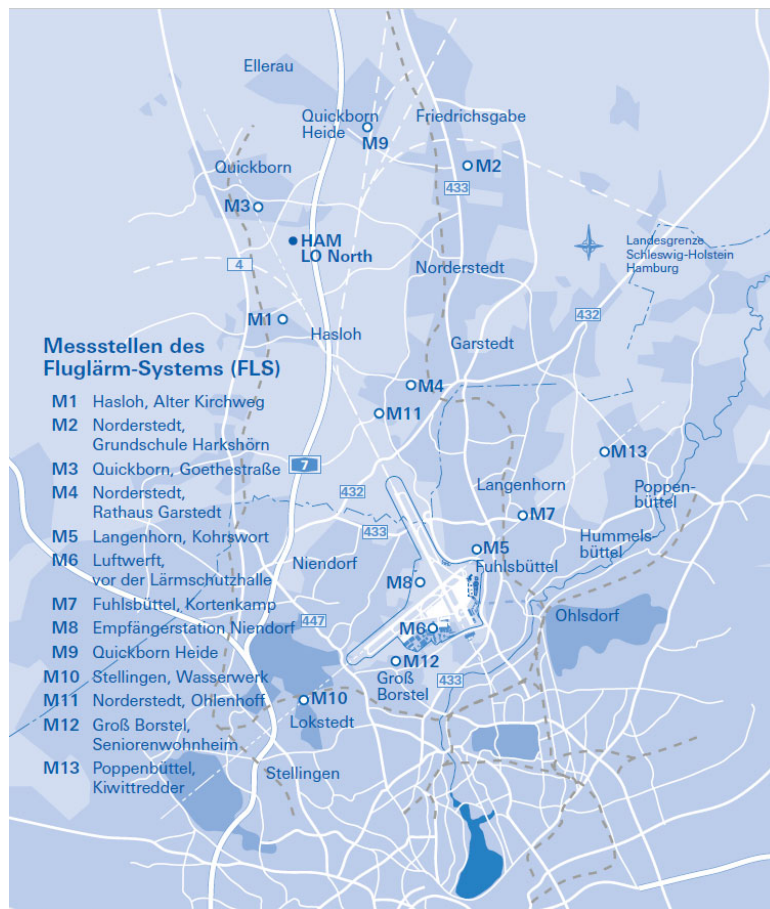 Ellerau
Quickborn
Heide
M9
Friedrichsgabe
Quickborn
M2
433
M3
HAM
LO North
Landesgrenze
Schleswig-Holstein
Hamburg
4
Norderstedt
432
M1
Hasloh
Garstedt
Messstellen des
Fluglärm-Systems (FLS)
M1 Hasloh, Alter Kirchweg
M2 Norderstedt,
Grundschule Harkshörn
M3 Quickborn, Goethestraße
M4 Norderstedt,
Rathaus Garstedt
M5 Langenhorn, Kohrswort
M6 Luftwerft,
vor der Lärmschutzhalle
M7 Fuhlsbüttel, Kortenkamp
M8 Empfängerstation Niendorf
M9 Quickborn Heide
M10 Stellingen, Wasserwerk
M11 Norderstedt, Ohlenhoff
M12 Groß Borstel,
Seniorenwohnheim
M13 Poppenbüttel,
Kiwittredder
M4
M11
M13
7
Langenhorn
Poppen-
büttel
432
M7
433
Hummels-
büttel
M5
Fuhlsbüttel
Niendorf
M8
Ohlsdorf
447
M6
M12
Groß
Borstel
433
M10
Lokstedt
Stellingen